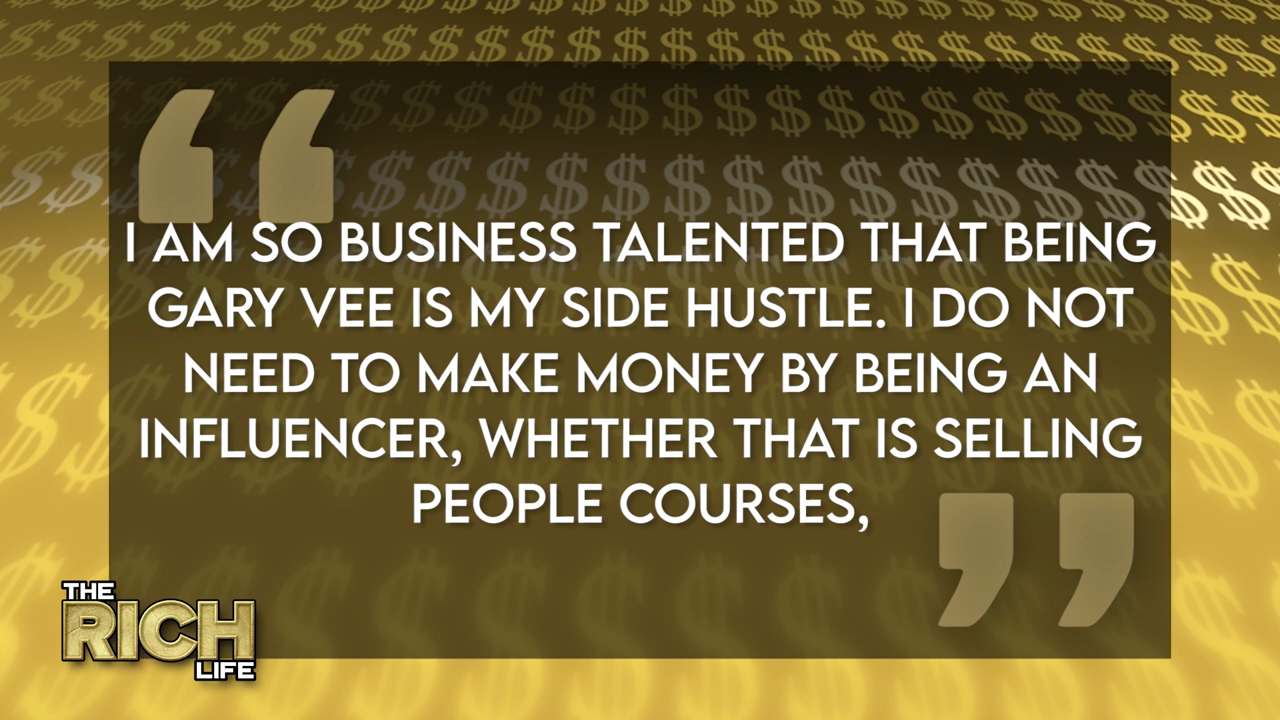 I AM SO BUSINESS TALENTED THAT BEING
GARY VEE IS MY SIDE HUSTLE. I DO NOT
NEED TO MAKE MONEY BY BEING AN
INFLUENCER, WHETHER THAT IS SELLING
PEOPLE COURSES,
THE
RICH
LIFE